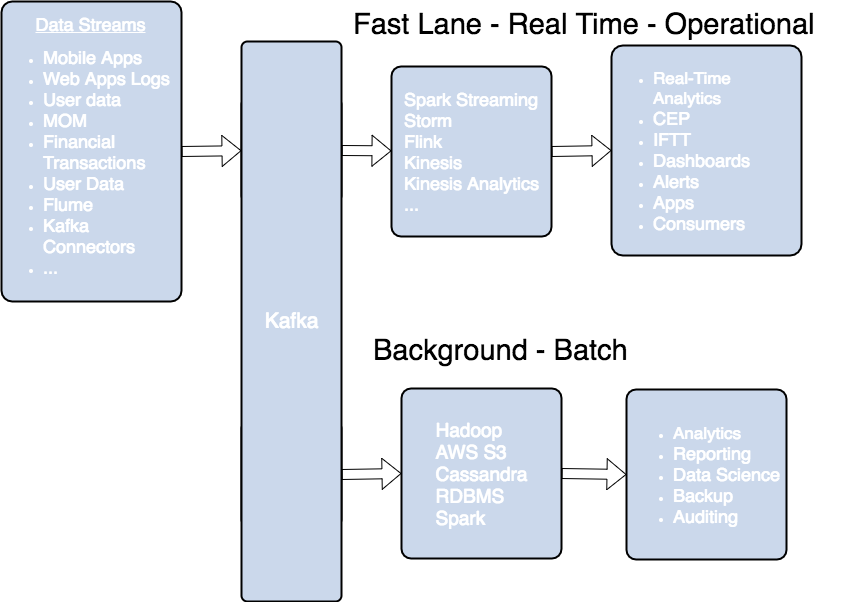 Data Streams
• Mobile Apps
• Web Apps Logs
• User data
• MOM
• Financial
Transactions
• User Data
• Flume
• Kafka
Connectors
• ...
Kafka
Fast Lane - Real Time - Operational
Spark Streaming
Storm
Flink
Kinesis
Kinesis Analytics
...
• Real-Time
Analytics
• CEP
• IFTT
• Dashboards
• Alerts
• Apps
• Consumers
Background - Batch
Hadoop
AWS S3
Cassandra
RDBMS
Spark
• Analytics
• Reporting
• Data Science
• Backup
• Auditing